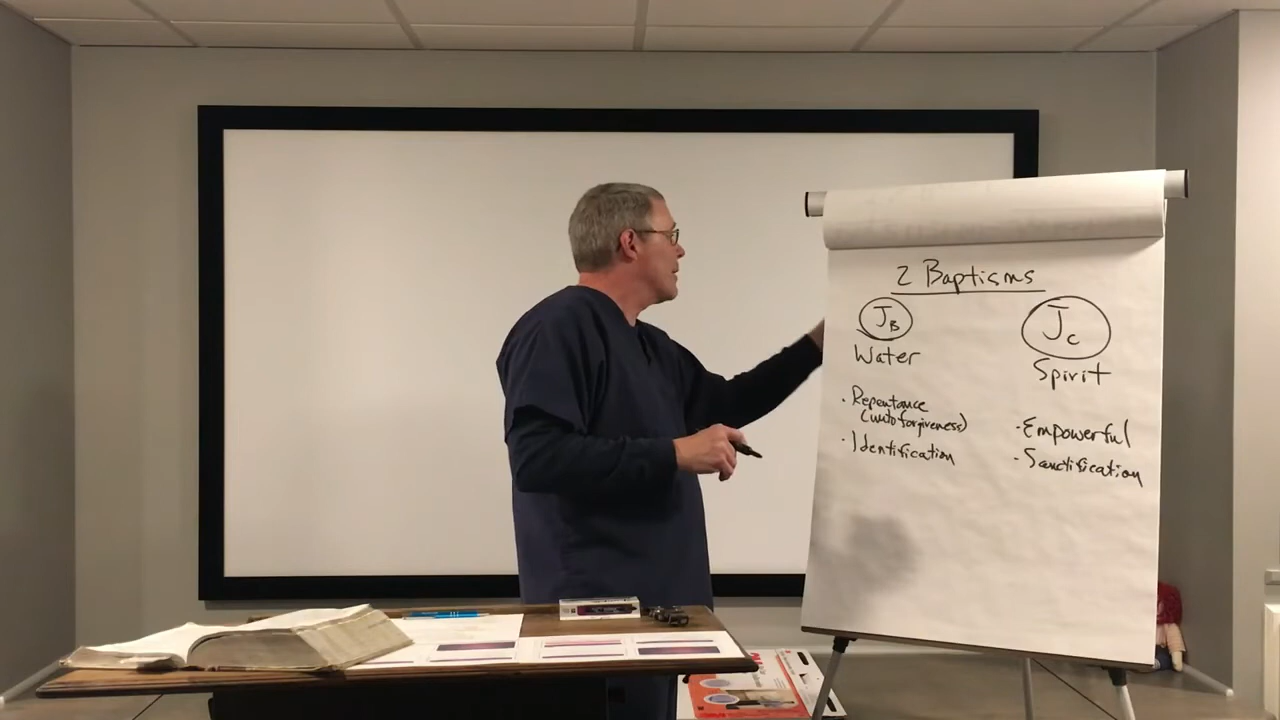 2 Baptisms
JB
Water
· Repentance
(unto forgiveness)
· Identification
JC
Spirit
· Empowerful
· Sanctification